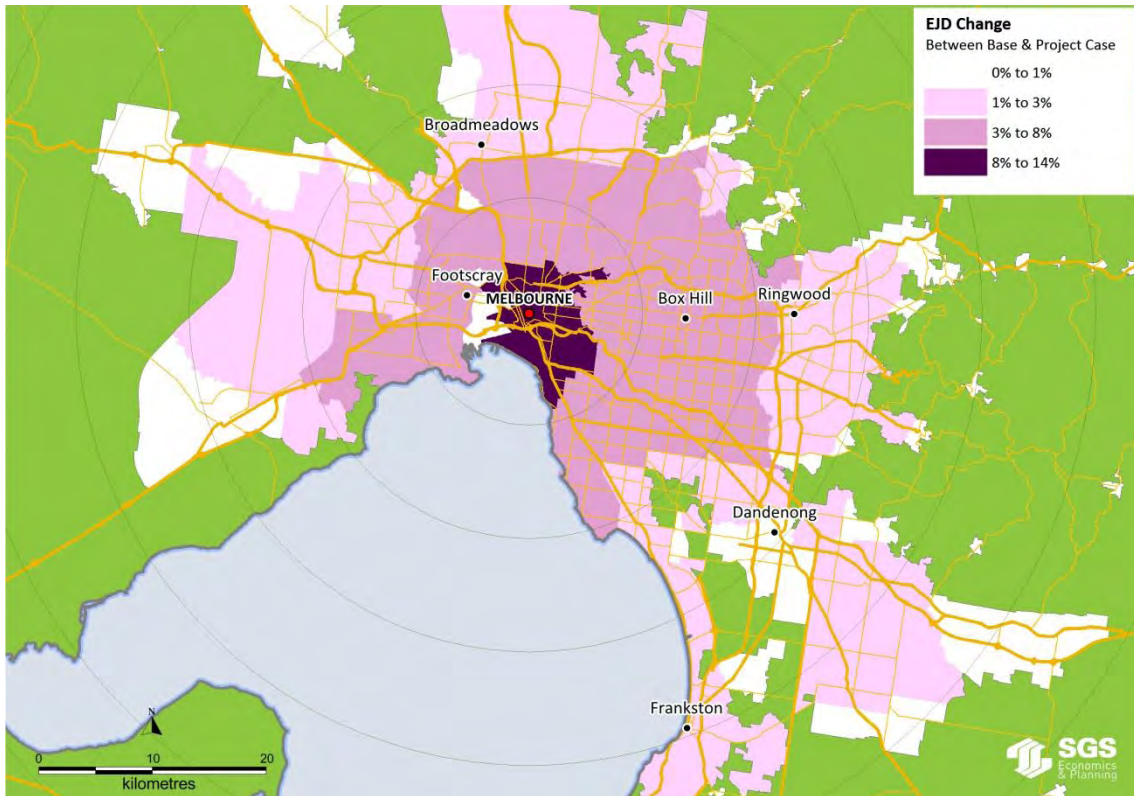 EJD Change
Between Base & Project Case
0% to 1%
1% to 3%
3% to 8%
8% to 14%
Broadmeadows
Footscray
MELBOURNE
Box Hill
Ringwood
Dandenong
Frankston
N
0 10 20
kilometres
SGS
Economics
& Planning